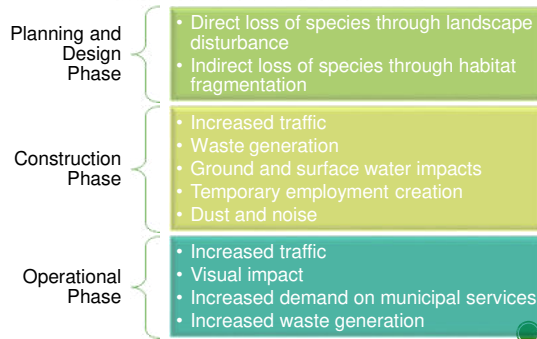 Planning and
Design
Phase
• Direct loss of species through landscape
disturbance
• Indirect loss of species through habitat
fragmentation
Construction
Phase
• Increased traffic
• Waste generation
• Ground and surface water impacts
• Temporary employment creation
• Dust and noise
Operational
Phase
• Increased traffic
• Visual impact
• Increased demand on municipal services
• Increased waste generation